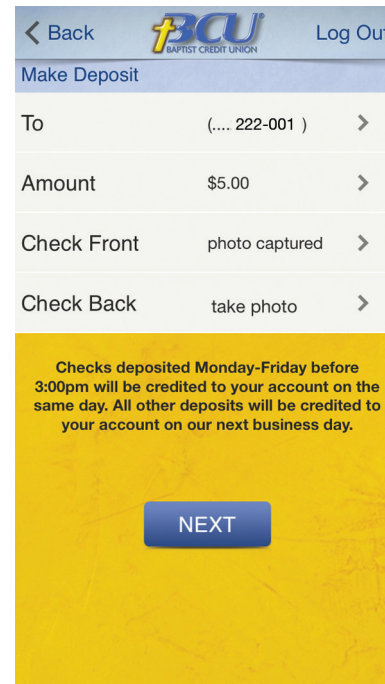 Back
BCU
BAPTIST CREDIT UNION
Log Out
Make Deposit
To (.... 222-001 )
Amount $5.00
Check Front photo captured
Check Back take photo
Checks deposited Monday-Friday before
3:00pm will be credited to your account on the
same day. All other deposits will be credited to
your account on our next business day.
NEXT